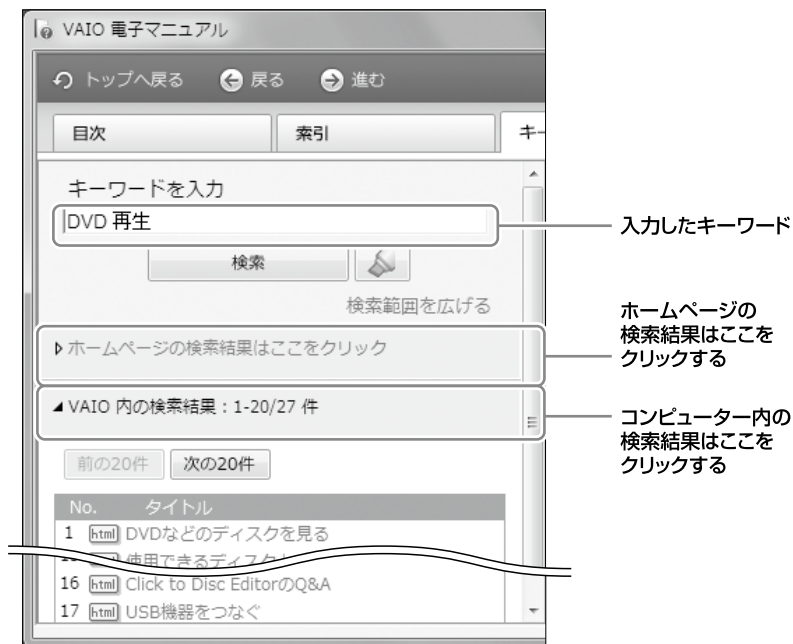 VAIO 電子マニュアル
トップへ戻る 戻る 進む
目次 索引 キー
キーワードを入力
DVD 再生
入力したキーワード
検索
検索範囲を広げる
ホームページの検索結果はここをクリック
ホームページの
検索結果はここを
クリックする
VAIO 内の検索結果：1-20/27 件
コンピューター内の
検索結果はここを
クリックする
前の20件 次の20件
No. タイトル
1 html DVDなどのディスクを見る
使用できるディスク
16 html Click to Disc EditorのQ&A
17 html USB機器をつなぐ